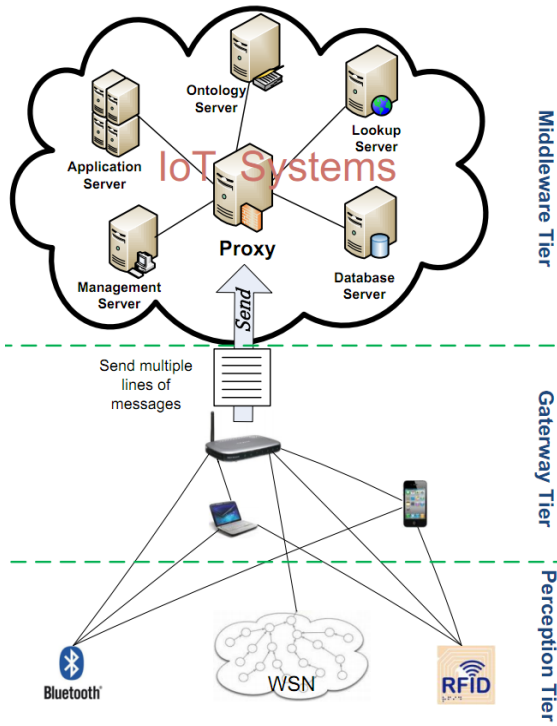 Ontology
Server
Lookup
Server
Application
Server
IoT Systems
Proxy
Management
Server
Database
Server
Middleware Tier
Send
Send multiple
lines of
messages
Gaterway Tier
Perception Tier
Bluetooth®
WSN
RFID